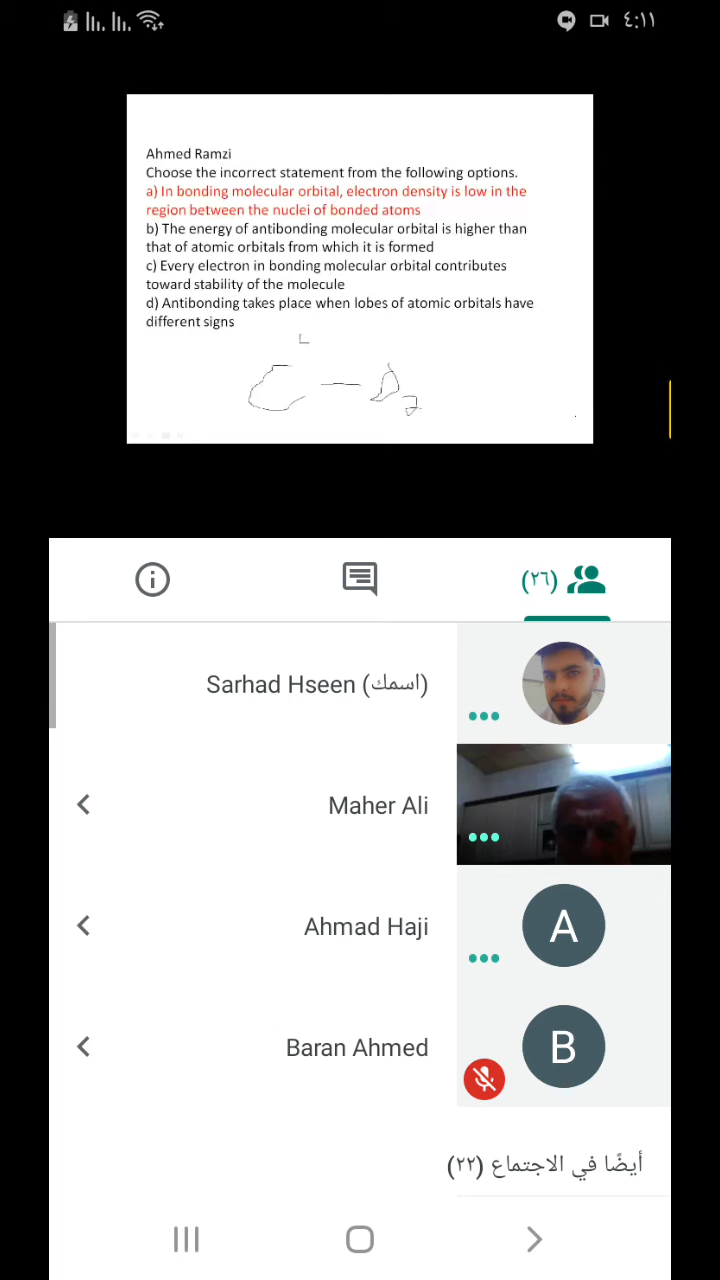 ٤:١١
Ahmed Ramzi
Choose the incorrect statement from the following options.
a) In bonding molecular orbital, electron density is low in the
region between the nuclei of bonded atoms
b) The energy of antibonding molecular orbital is higher than
that of atomic orbitals from which it is formed
c) Every electron in bonding molecular orbital contributes
toward stability of the molecule
d) Antibonding takes place when lobes of atomic orbitals have
different signs
(٢٦)
Sarhad Hseen (اسمك)
Maher Ali
Ahmad Haji
A
Baran Ahmed
B
أيضًا في الاجتماع (٢٢)